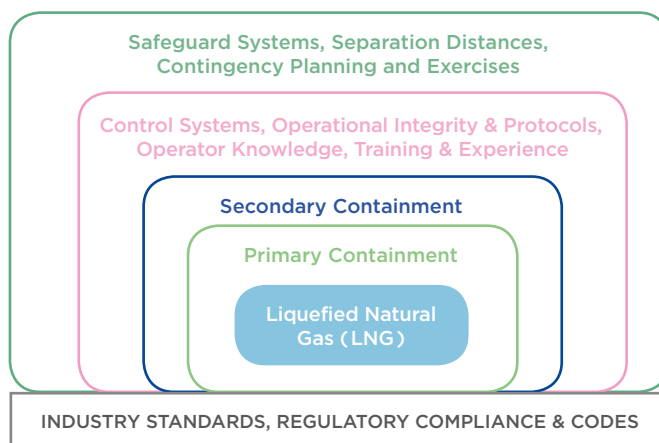 Safeguard Systems, Separation Distances,
Contingency Planning and Exercises
Control Systems, Operational Integrity & Protocols,
Operator Knowledge, Training & Experience
Secondary Containment
Primary Containment
Liquefied Natural
Gas (LNG)
INDUSTRY STANDARDS, REGULATORY COMPLIANCE & CODES